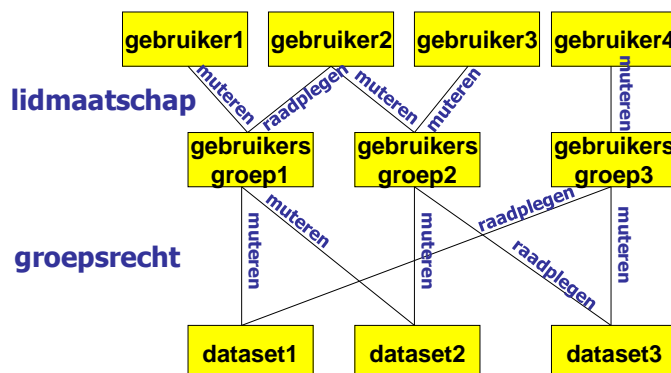 gebruiker1
gebruiker2
gebruiker3
gebruiker4
muteren
raadplegen
muteren
muteren
muteren
lidmaatschap
gebruikers
groep1
gebruikers
groep2
gebruikers
groep3
muteren
muteren
muteren
raadplegen
raadplegen
muteren
groepsrecht
dataset1
dataset2
dataset3